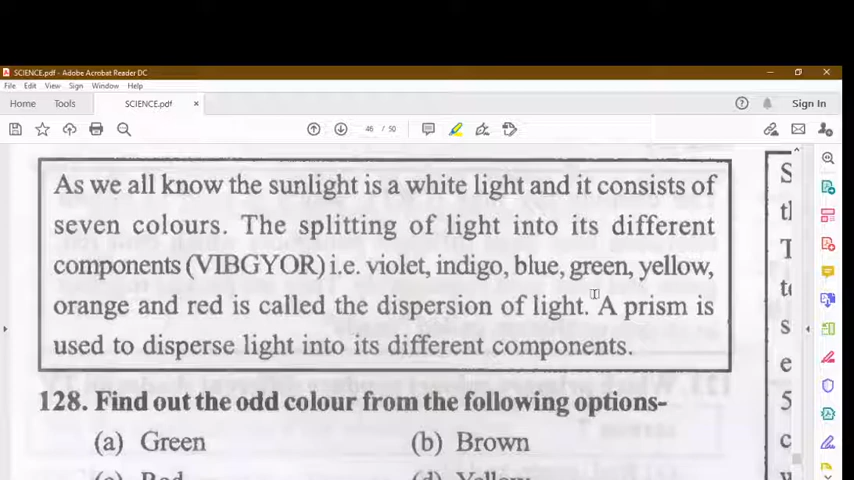 SCIENCE.pdf - Adobe Acrobat Reader DC
File Edit View Sign Window Help
Home Tools SCIENCE.pdf × Sign In
46 / 50
As we all know the sunlight is a white light and it consists of
seven colours. The splitting of light into its different
components (VIBGYOR) i.e. violet, indigo, blue, green, yellow,
orange and red is called the dispersion of light. A prism is
used to disperse light into its different components.
128. Find out the odd colour from the following options-
(a) Green (b) Brown
(c) Red (d) Yellow